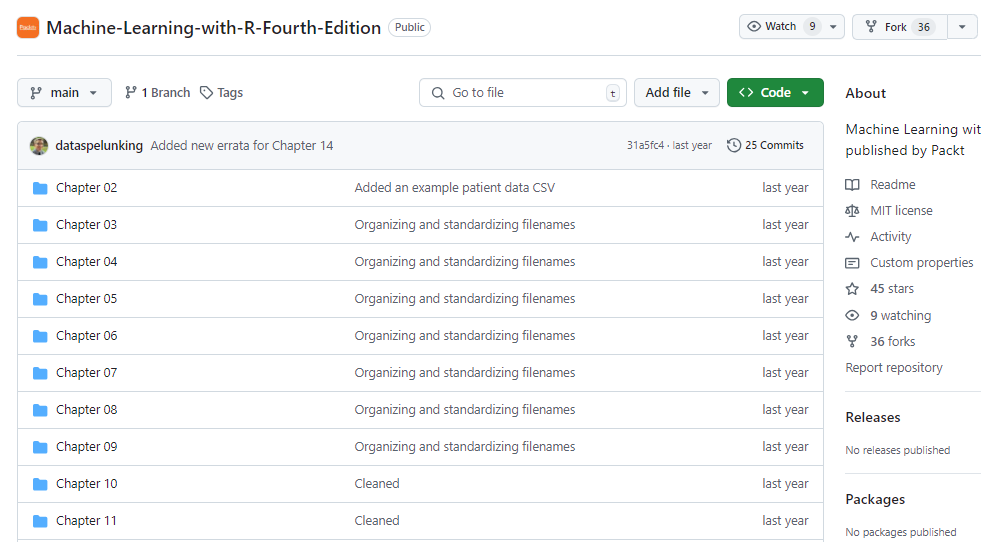 Machine-Learning-with-R-Fourth-Edition Public Watch 9 Fork 36
main 1 Branch Tags Go to file t Add file Code About
Machine Learning wit
published by Packt
dataspelunking Added new errata for Chapter 14 31a5fc4 · last year 25 Commits
Chapter 02 Added an example patient data CSV last year
Chapter 03 Organizing and standardizing filenames last year
Chapter 04 Organizing and standardizing filenames last year
Chapter 05 Organizing and standardizing filenames last year
Chapter 06 Organizing and standardizing filenames last year
Chapter 07 Organizing and standardizing filenames last year
Chapter 08 Organizing and standardizing filenames last year
Chapter 09 Organizing and standardizing filenames last year
Chapter 10 Cleaned last year
Chapter 11 Cleaned last year
Readme
MIT license
Activity
Custom properties
45 stars
9 watching
36 forks
Report repository
Releases
No releases published
Packages
No packages published